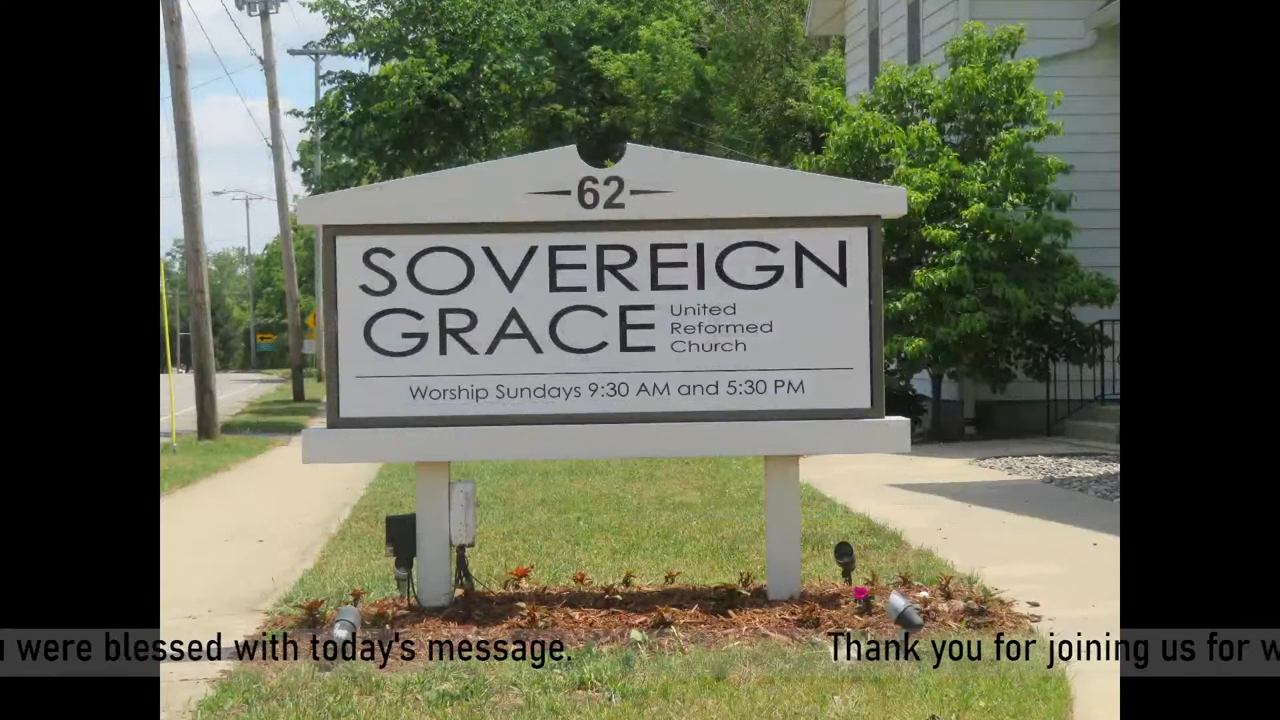 62
SOVEREIGN
GRACE
United
Reformed
Church
Worship Sundays 9:30 AM and 5:30 PM
were blessed with today's message.
Thank you for joining us for